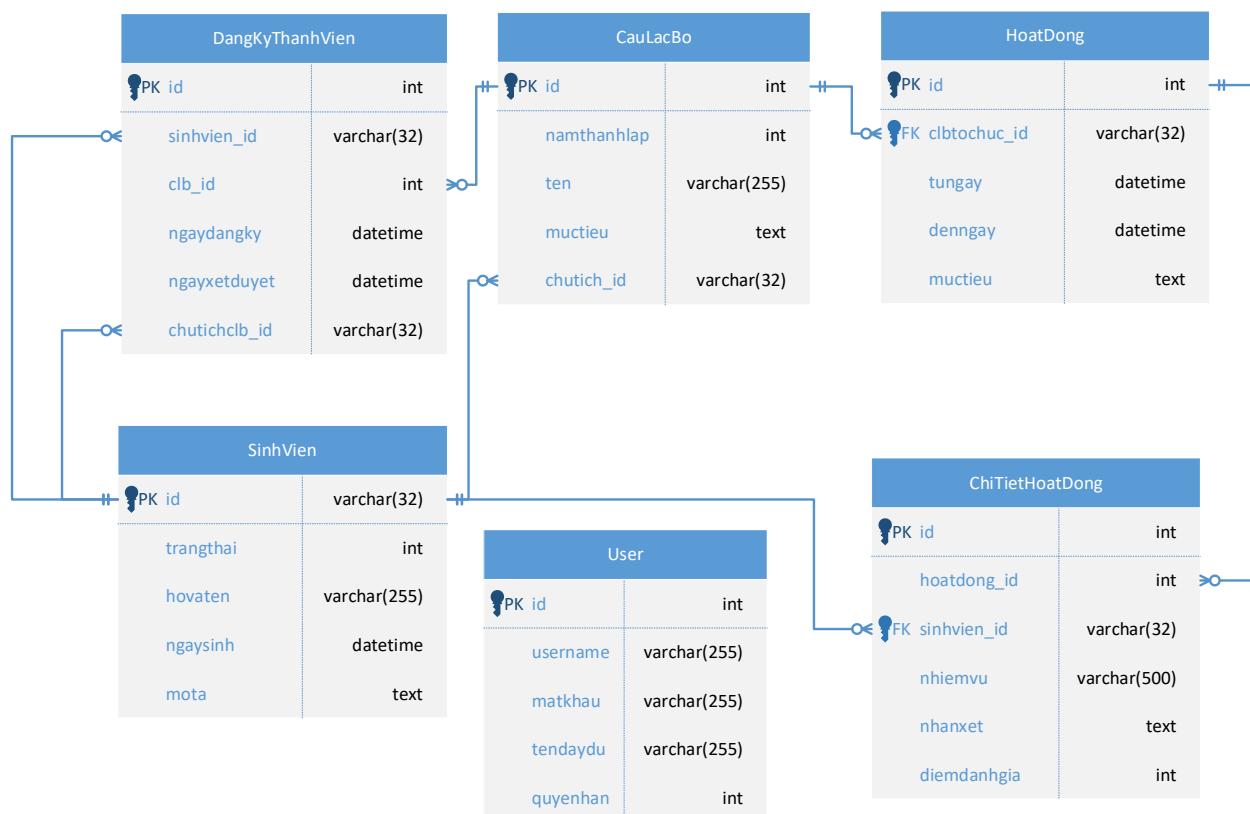 DangKyThanhVien
PK id int
sinhvien_id varchar(32)
clb_id int
ngaydangky datetime
ngayxetduyet datetime
chutichclb_id varchar(32)
CauLacBo
PK id int
namthanhlap int
ten varchar(255)
muctieu text
chutich_id varchar(32)
HoatDong
PK id int
FK clbtochuc_id varchar(32)
tungay datetime
denngay datetime
muctieu text
SinhVien
PK id varchar(32)
trangthai int
hovaten varchar(255)
ngaysinh datetime
mota text
User
PK id int
username varchar(255)
matkhau varchar(255)
tendaydu varchar(255)
quyenhan int
ChiTietHoatDong
PK id int
hoatdong_id int
FK sinhvien_id varchar(32)
nhiemvu varchar(500)
nhanxet text
diemdanhgia int